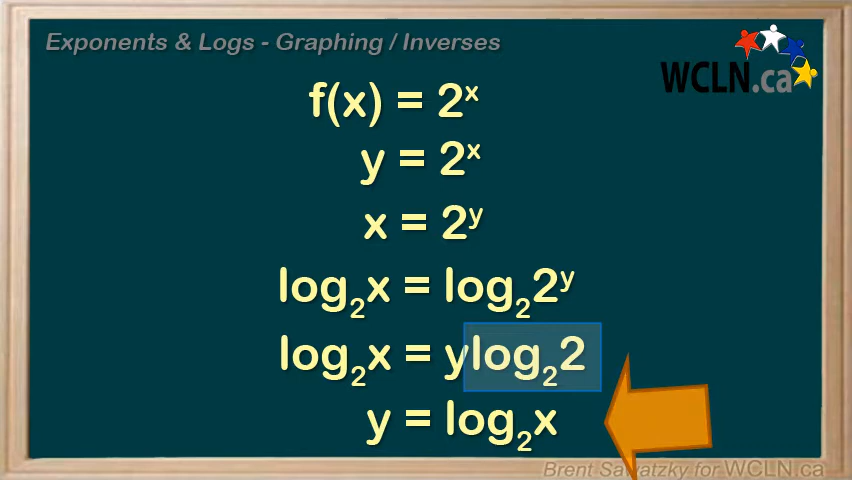 Exponents & Logs - Graphing / Inverses
WCLN.ca
f(x) = 2ˣ
y = 2ˣ
x = 2ʸ
log₂x = log₂2ʸ
log₂x = ylog₂2
y = log₂x
Brent Sawatzky for WCLN.ca